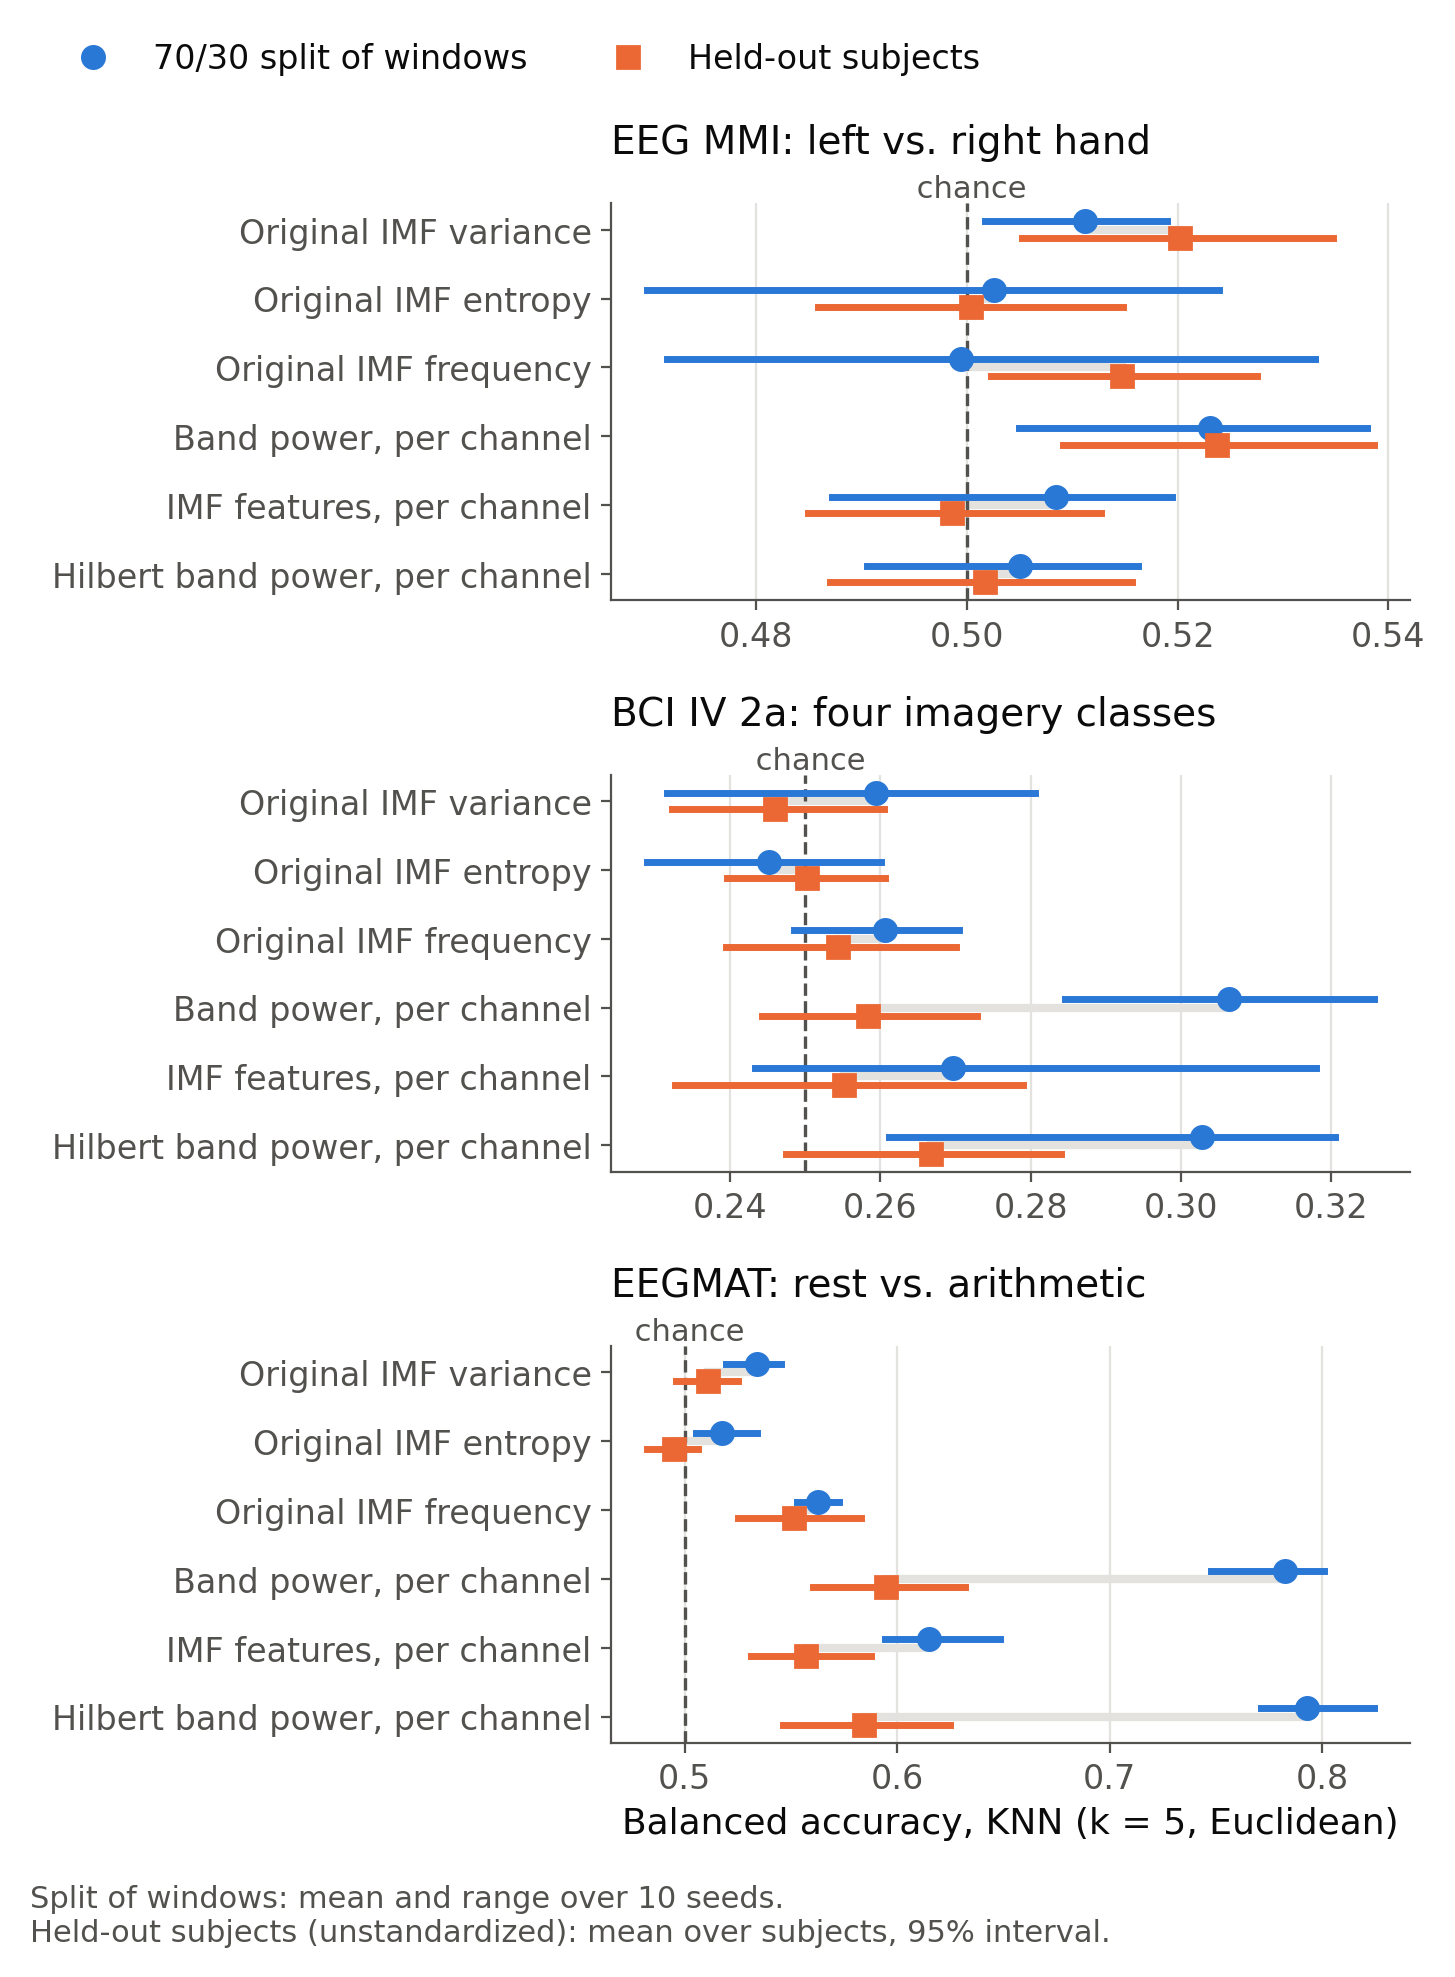 70/30 split of windows
Held-out subjects
EEG MMI: left vs. right hand
chance
Original IMF variance
Original IMF entropy
Original IMF frequency
Band power, per channel
IMF features, per channel
Hilbert band power, per channel
0.48 0.50 0.52 0.54
BCI IV 2a: four imagery classes
chance
Original IMF variance
Original IMF entropy
Original IMF frequency
Band power, per channel
IMF features, per channel
Hilbert band power, per channel
0.24 0.26 0.28 0.30 0.32
EEGMAT: rest vs. arithmetic
chance
Original IMF variance
Original IMF entropy
Original IMF frequency
Band power, per channel
IMF features, per channel
Hilbert band power, per channel
0.5 0.6 0.7 0.8
Balanced accuracy, KNN (k = 5, Euclidean)
Split of windows: mean and range over 10 seeds.
Held-out subjects (unstandardized): mean over subjects, 95% interval.